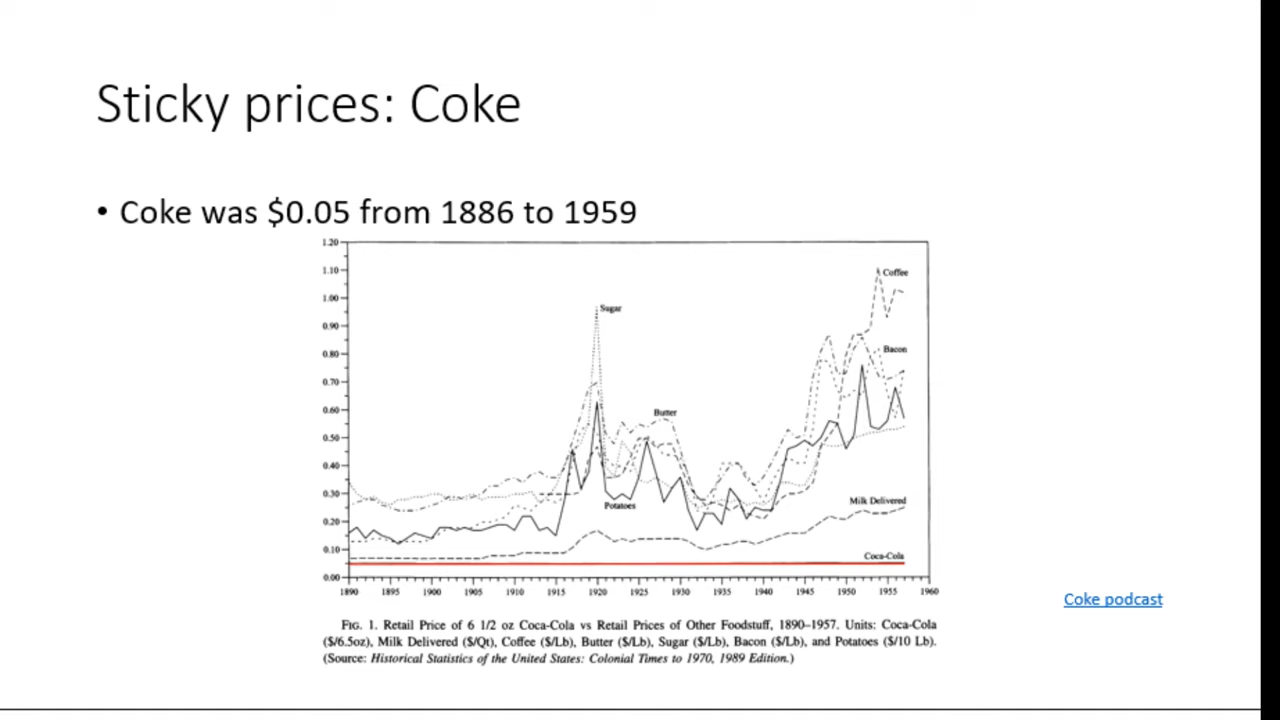 Sticky prices: Coke
• Coke was $0.05 from 1886 to 1959
1.20
1.10
1.00
0.90
0.80
0.70
0.60
0.50
0.40
0.30
0.20
0.10
0.00
Coffee
Sugar
Bacon
Butter
Potatoes
Milk Delivered
Coca-Cola
1890 1895 1900 1905 1910 1915 1920 1925 1930 1935 1940 1945 1950 1955 1960
Coke podcast
FIG. 1. Retail Price of 6 1/2 oz Coca-Cola vs Retail Prices of Other Foodstuff, 1890–1957. Units: Coca-Cola
($/6.5oz), Milk Delivered ($/Qt), Coffee ($/Lb), Butter ($/Lb), Sugar ($/Lb), Bacon ($/Lb), and Potatoes ($/10 Lb).
(Source: Historical Statistics of the United States: Colonial Times to 1970, 1989 Edition.)